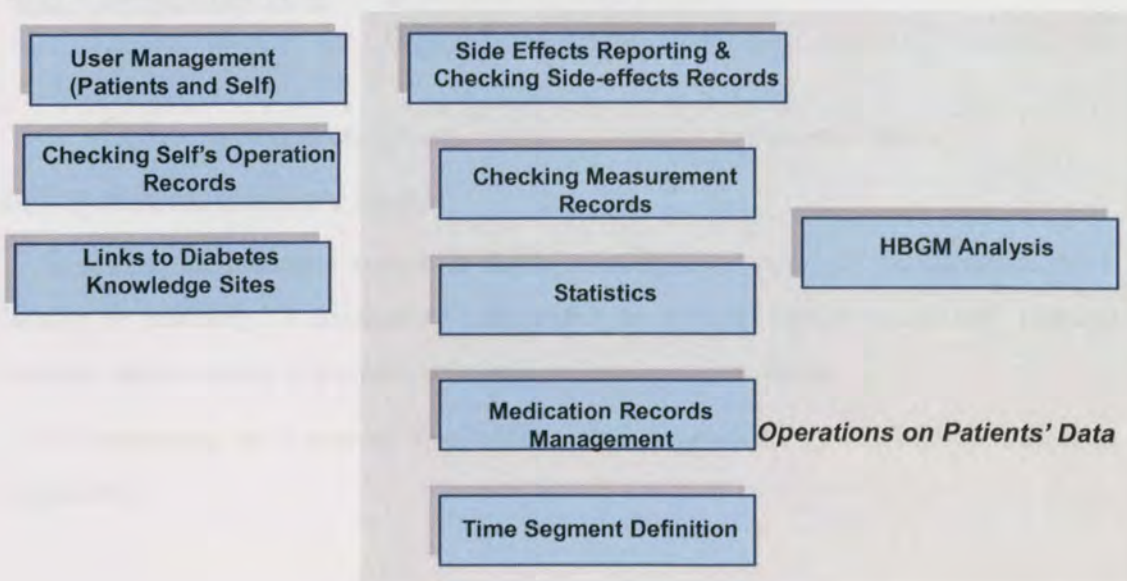 User Management
(Patients and Self)
Checking Self's Operation
Records
Links to Diabetes
Knowledge Sites
Side Effects Reporting &
Checking Side-effects Records
Checking Measurement
Records
Statistics
Medication Records
Management
Time Segment Definition
HBGM Analysis
Operations on Patients' Data